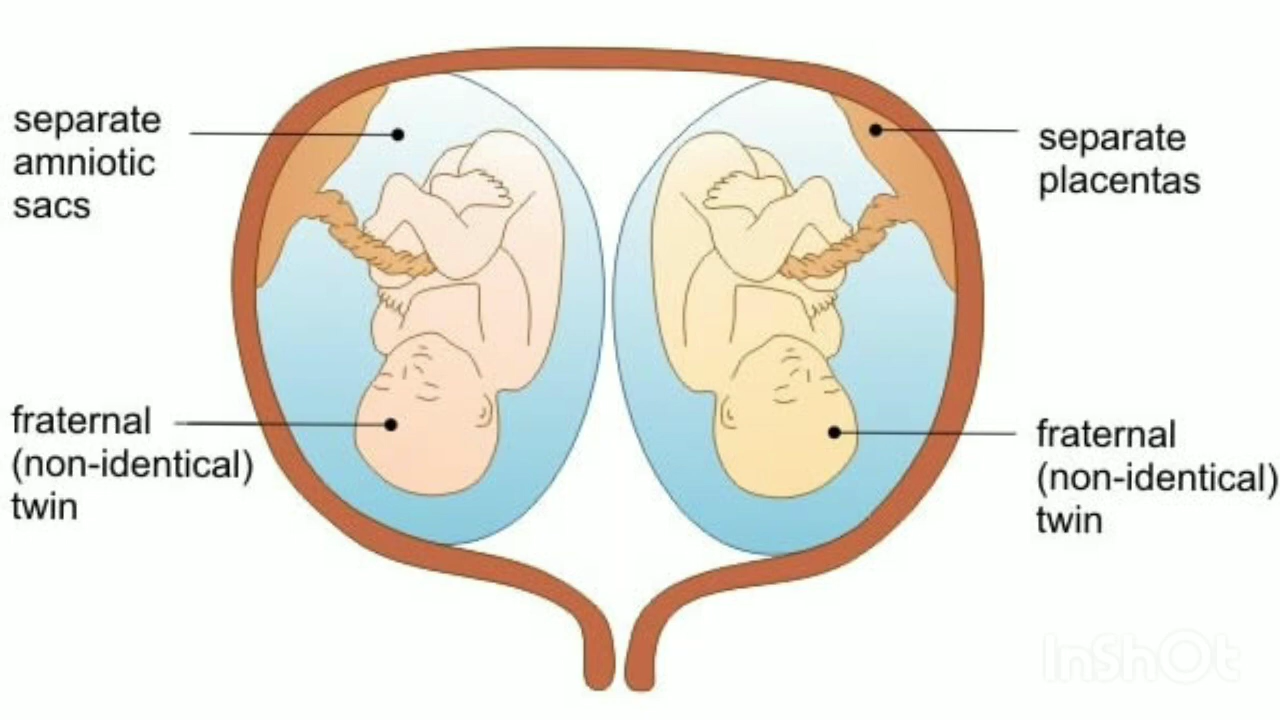 separate
amniotic
sacs
separate
placentas
fraternal
(non-identical)
twin
fraternal
(non-identical)
twin
InShOt